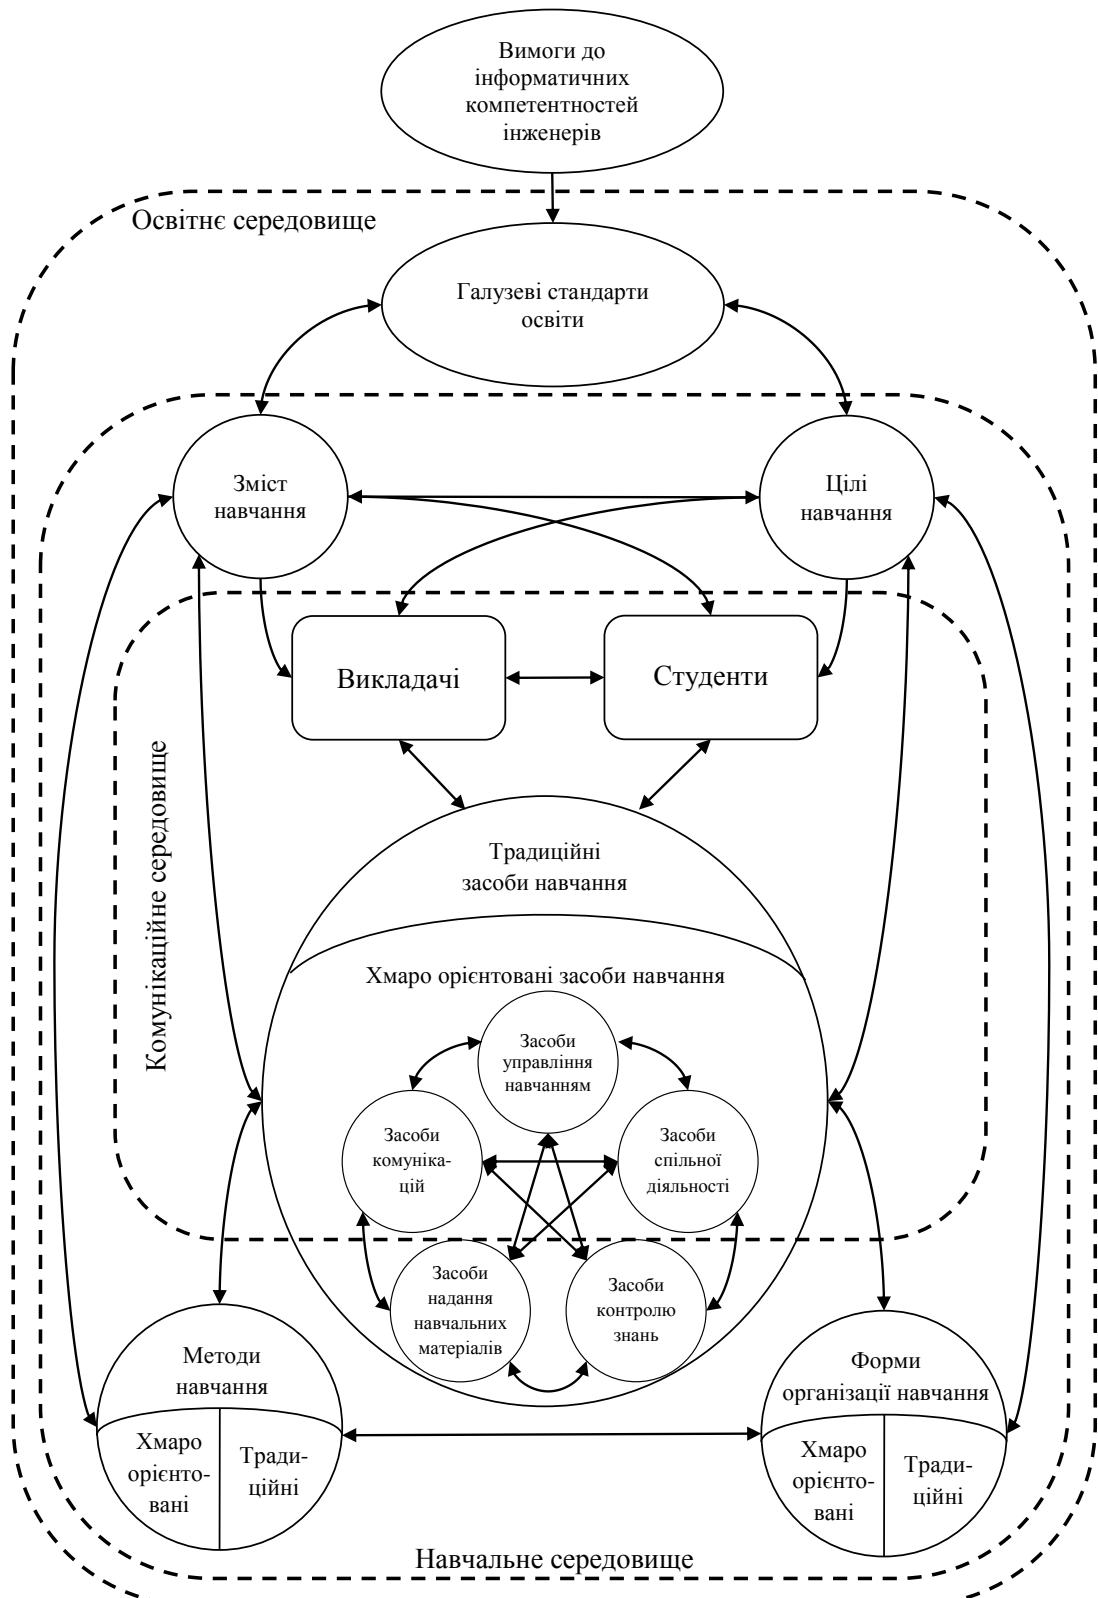 Вимоги до
інформатичних
компетентностей
інженерів
Освітнє середовище
Галузеві стандарти
освіти
Зміст
навчання
Цілі
навчання
Викладачі
Студенти
Комунікаційне середовище
Традиційні
засоби навчання
Хмаро орієнтовані засоби навчання
Засоби
управління
навчанням
Засоби
комуніка-
цій
Засоби
спільної
діяльності
Засоби
надання
навчальних
матеріалів
Засоби
контролю
знань
Методи
навчання
Хмаро
орієнто-
вані
Тради-
ційні
Форми
організації навчання
Хмаро
орієнто-
вані
Тради-
ційні
Навчальне середовище